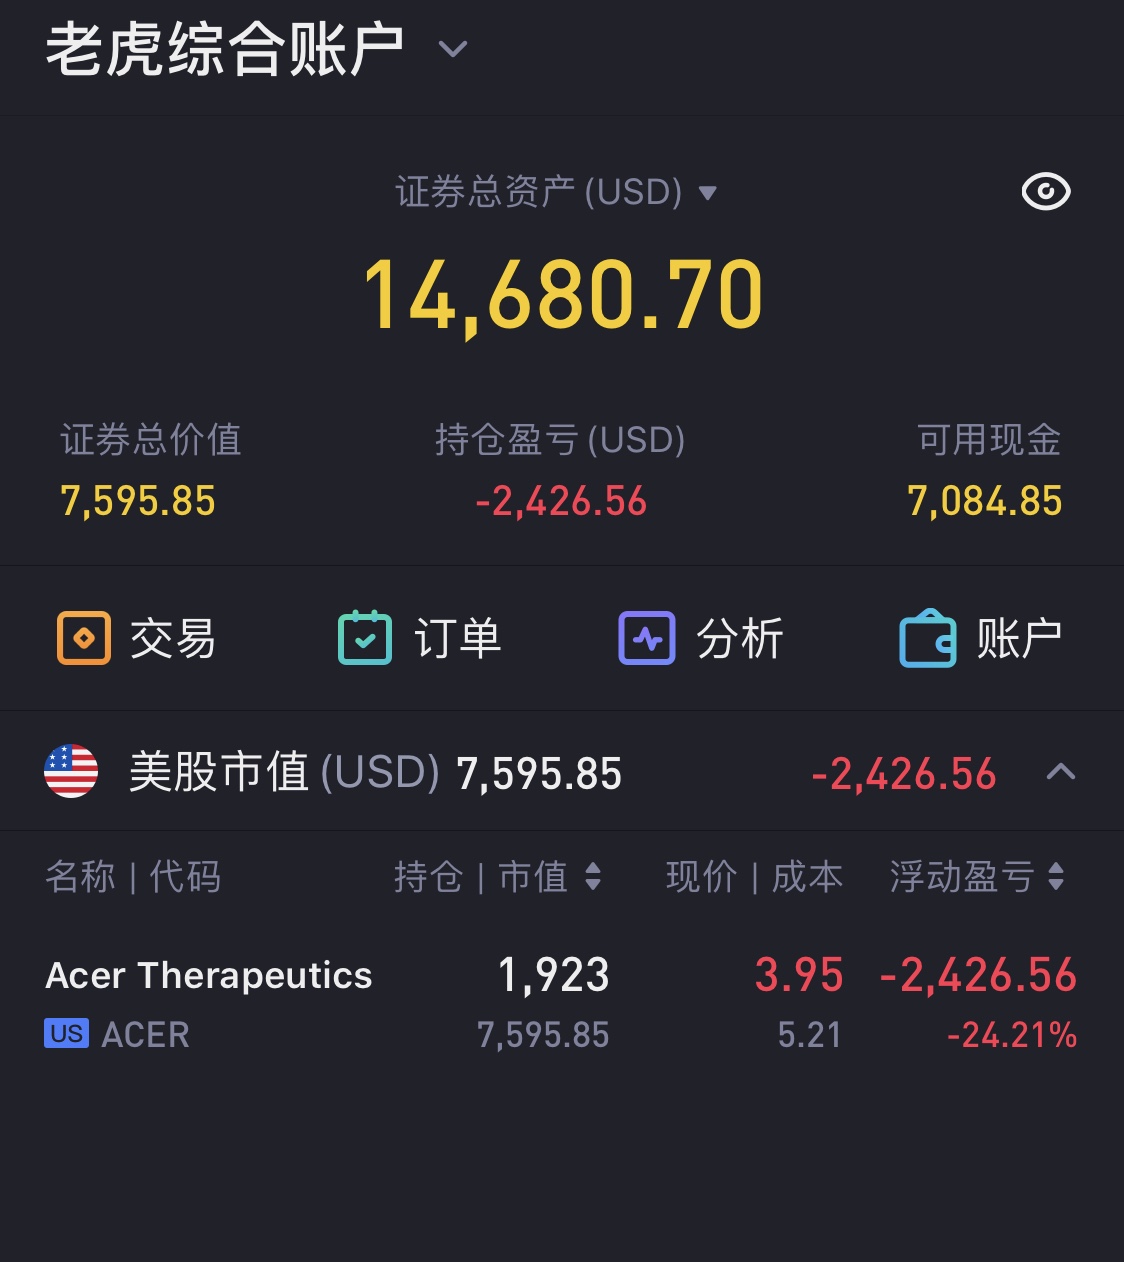 老虎综合账户
证券总资产(USD)
14,680.70
证券总价值 持仓盈亏(USD) 可用现金
7,595.85 -2,426.56 7,084.85
交易 订单 分析 账户
美股市值(USD) 7,595.85 -2,426.56
名称 | 代码 持仓 | 市值 现价 | 成本 浮动盈亏
Acer Therapeutics 1,923 3.95 -2,426.56
US ACER 7,595.85 5.21 -24.21%